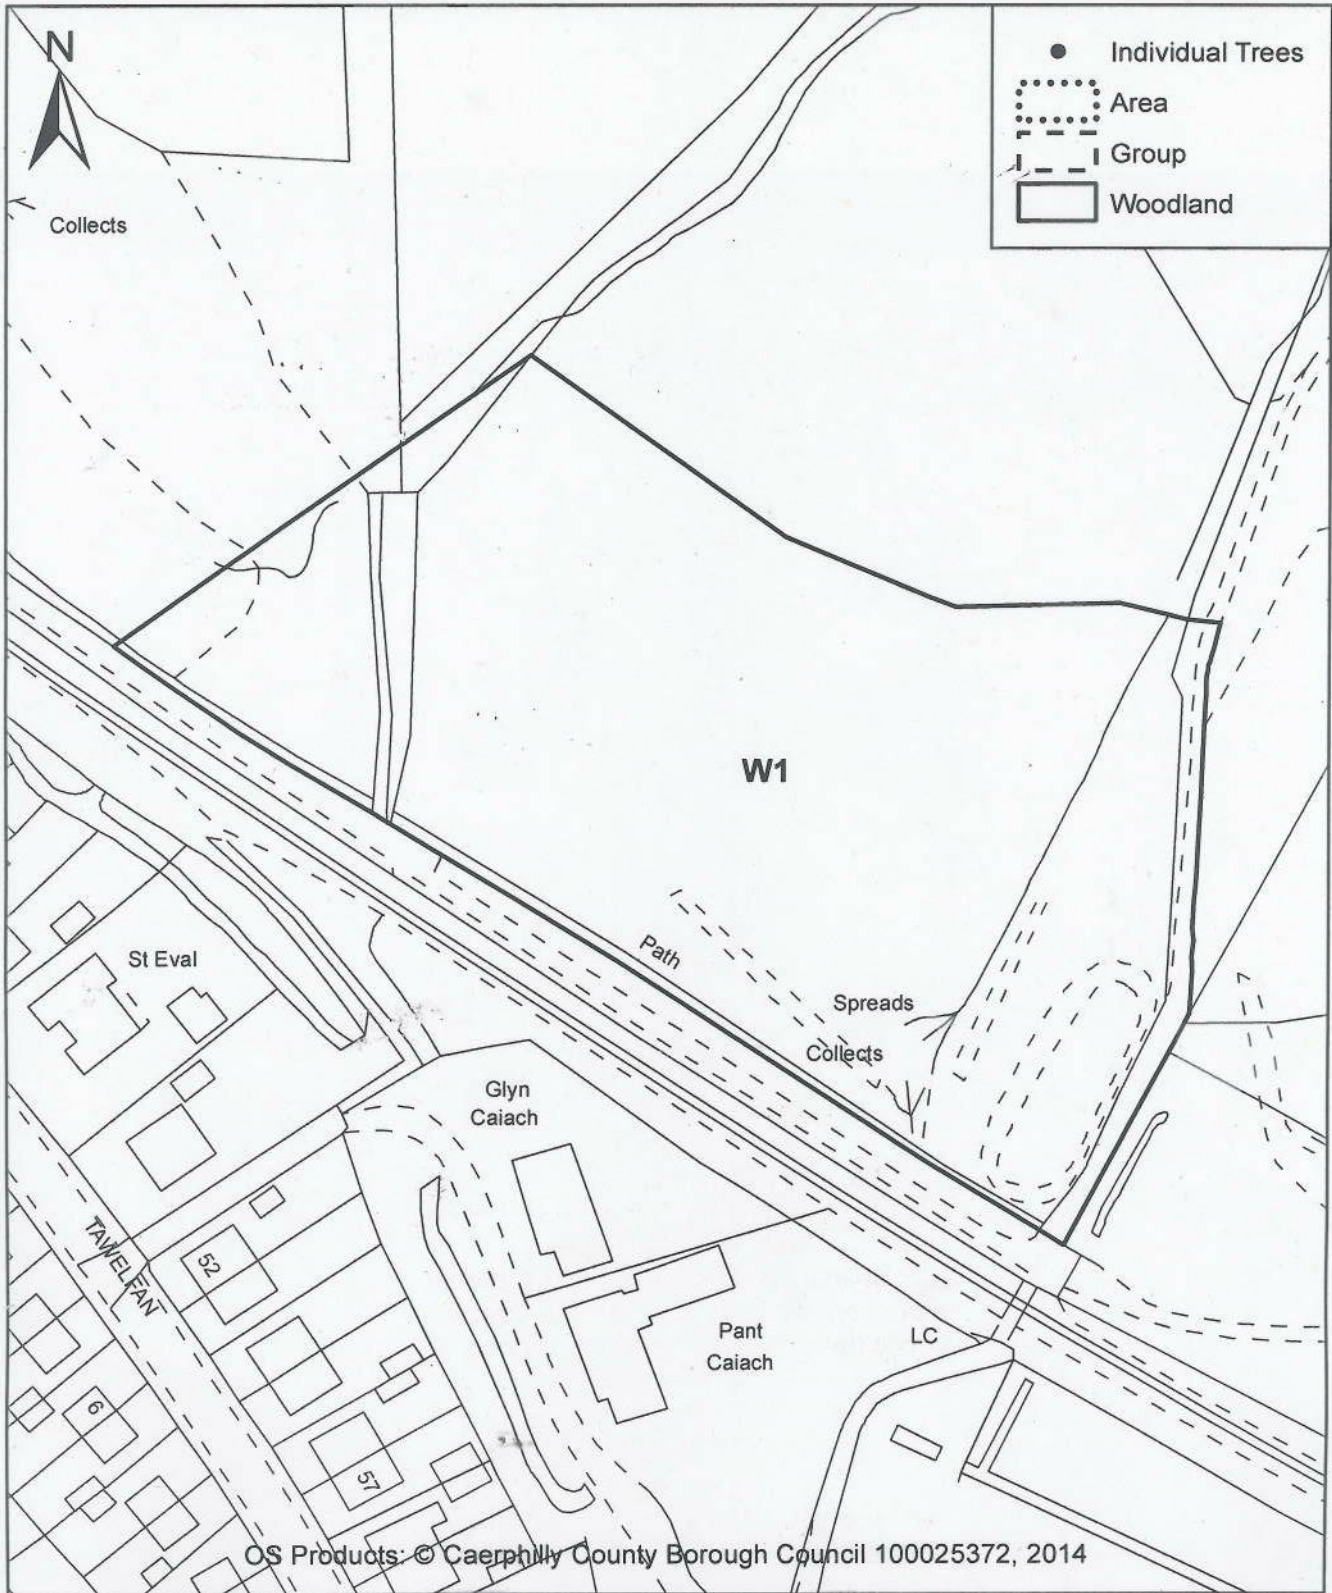 N
Individual Trees
Area
Group
Woodland
Collects
W1
Path
St Eval
Spreads
Collects
Glyn
Caiach
TAWELFAN
52
Pant
Caiach
LC
6
57
OS Products: © Caerphilly County Borough Council 100025372, 2014